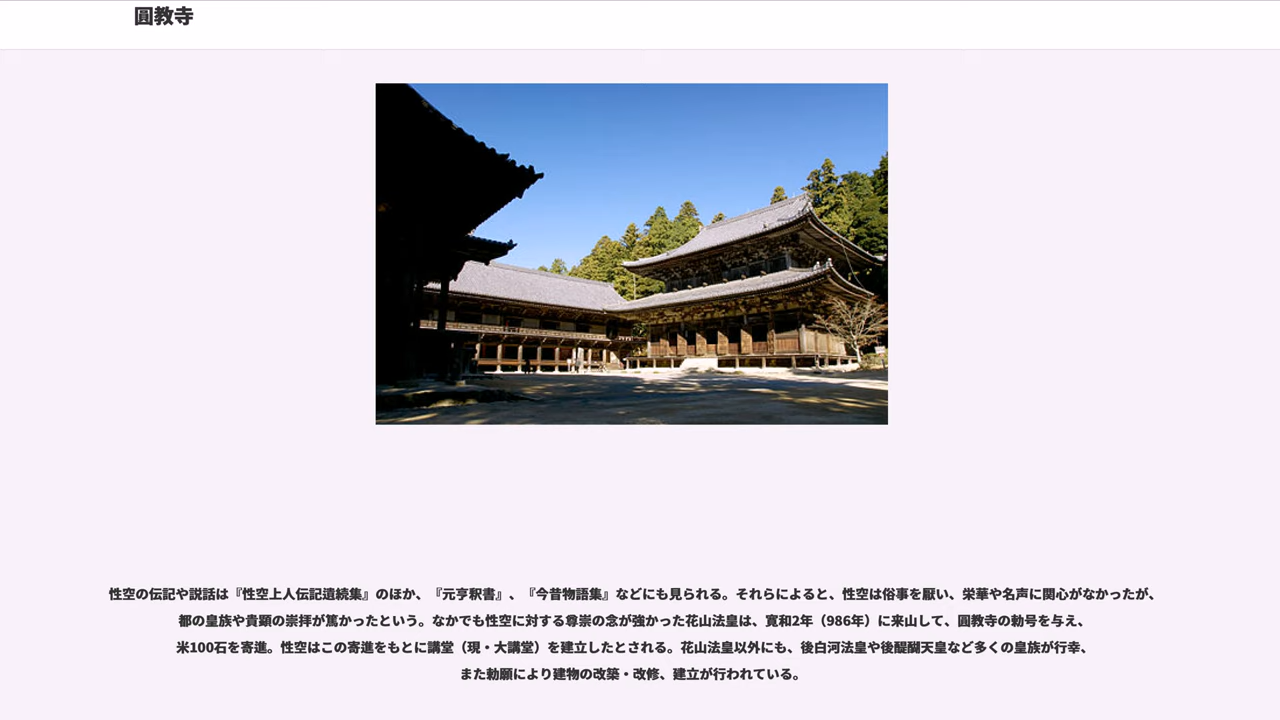 圓教寺
性空の伝記や説話は『性空上人伝記遺続集』のほか、『元亨釈書』、『今昔物語集』などにも見られる。それらによると、性空は俗事を厭い、栄華や名声に関心がなかったが、
都の皇族や貴顕の崇拝が篤かったという。なかでも性空に対する尊崇の念が強かった花山法皇は、寛和2年（986年）に来山して、圓教寺の勅号を与え、
米100石を寄進。性空はこの寄進をもとに講堂（現・大講堂）を建立したとされる。花山法皇以外にも、後白河法皇や後醍醐天皇など多くの皇族が行幸、
また勅願により建物の改築・改修、建立が行われている。